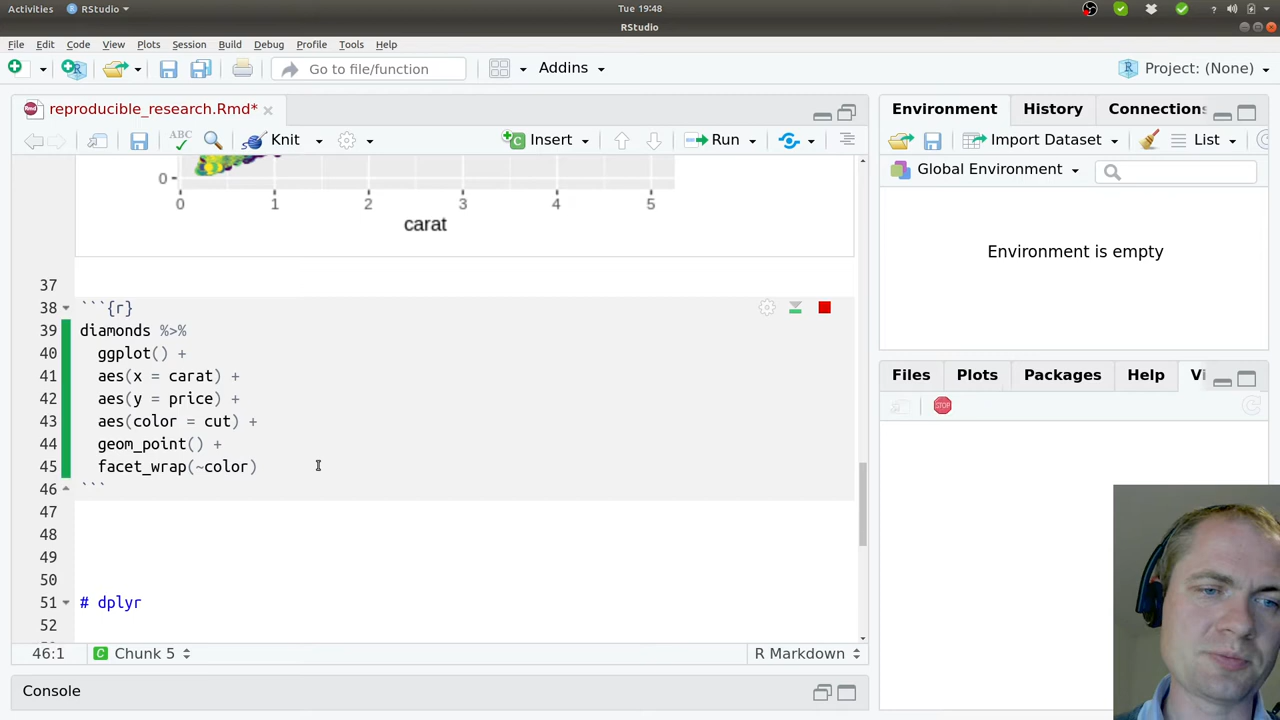 Activities RStudio Tue 19:48
RStudio
File Edit Code View Plots Session Build Debug Profile Tools Help
Go to file/function Addins Project: (None)
reproducible_research.Rmd* Environment History Connections
ABC Knit Insert Run Import Dataset List
Global Environment
0
0 1 2 3 4 5
carat
Environment is empty
37
38 ```{r}
39 diamonds %>%
40 ggplot() +
41 aes(x = carat) +
42 aes(y = price) +
43 aes(color = cut) +
44 geom_point() +
45 facet_wrap(~color)
46 ```
47
48
49
50
51 # dplyr
52
Files Plots Packages Help Vi
STOP
46:1 Chunk 5 R Markdown
Console